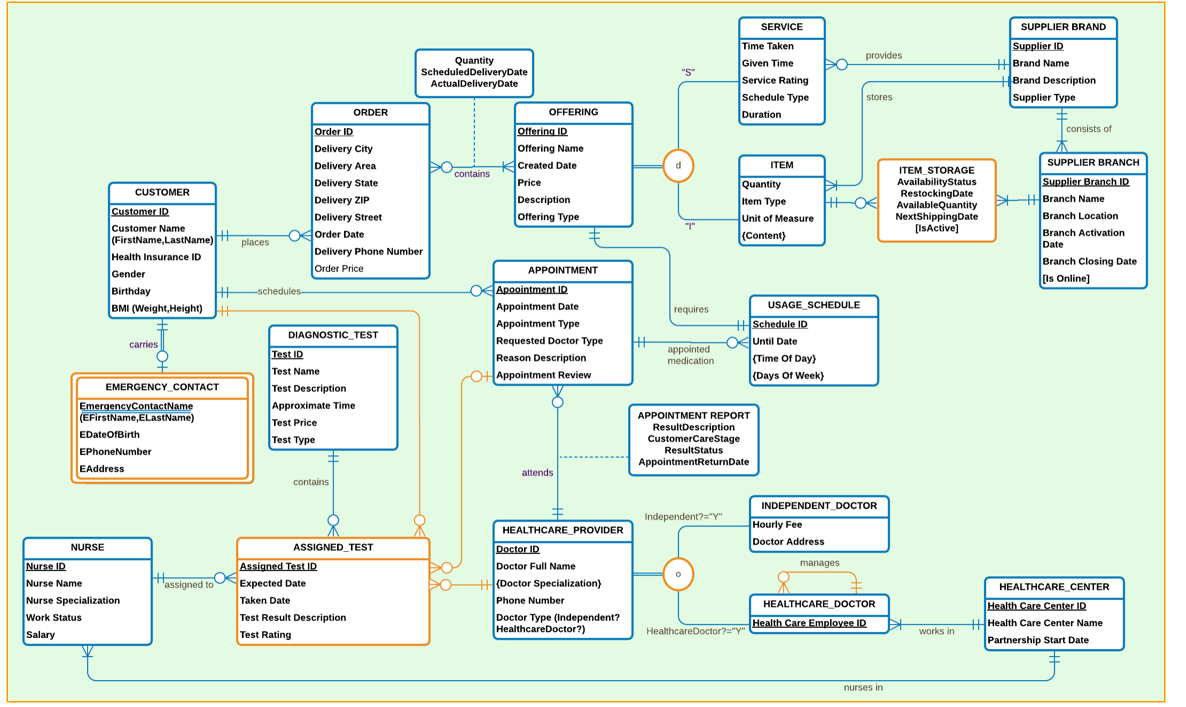 SERVICE
Time Taken
Given Time
Service Rating
Schedule Type
Duration
SUPPLIER BRAND
Supplier ID
Brand Name
Brand Description
Supplier Type
provides
stores
consists of
Quantity
ScheduledDeliveryDate
ActualDeliveryDate
"S"
ORDER
Order ID
Delivery City
Delivery Area
Delivery State
Delivery ZIP
Delivery Street
Order Date
Delivery Phone Number
Order Price
contains
OFFERING
Offering ID
Offering Name
Created Date
Price
Description
Offering Type
d
"I"
ITEM
Quantity
Item Type
Unit of Measure
{Content}
ITEM_STORAGE
AvailabilityStatus
RestockingDate
AvailableQuantity
NextShippingDate
[IsActive]
SUPPLIER BRANCH
Supplier Branch ID
Branch Name
Branch Location
Branch Activation
Date
Branch Closing Date
[Is Online]
CUSTOMER
Customer ID
Customer Name
(FirstName,LastName)
Health Insurance ID
Gender
Birthday
BMI (Weight,Height)
places
schedules
carries
APPOINTMENT
Appointment ID
Appointment Date
Appointment Type
Requested Doctor Type
Reason Description
Appointment Review
requires
appointed
medication
USAGE_SCHEDULE
Schedule ID
Until Date
{Time Of Day}
{Days Of Week}
DIAGNOSTIC_TEST
Test ID
Test Name
Test Description
Approximate Time
Test Price
Test Type
contains
EMERGENCY_CONTACT
EmergencyContactName
(EFirstName,ELastName)
EDateOfBirth
EPhoneNumber
EAddress
APPOINTMENT REPORT
ResultDescription
CustomerCareStage
ResultStatus
AppointmentReturnDate
attends
NURSE
Nurse ID
Nurse Name
Nurse Specialization
Work Status
Salary
assigned to
ASSIGNED_TEST
Assigned Test ID
Expected Date
Taken Date
Test Result Description
Test Rating
HEALTHCARE_PROVIDER
Doctor ID
Doctor Full Name
{Doctor Specialization}
Phone Number
Doctor Type (Independent?
HealthcareDoctor?)
Independent?="Y"
o
HealthcareDoctor?="Y"
INDEPENDENT_DOCTOR
Hourly Fee
Doctor Address
manages
HEALTHCARE_DOCTOR
Health Care Employee ID
works in
HEALTHCARE_CENTER
Health Care Center ID
Health Care Center Name
Partnership Start Date
nurses in